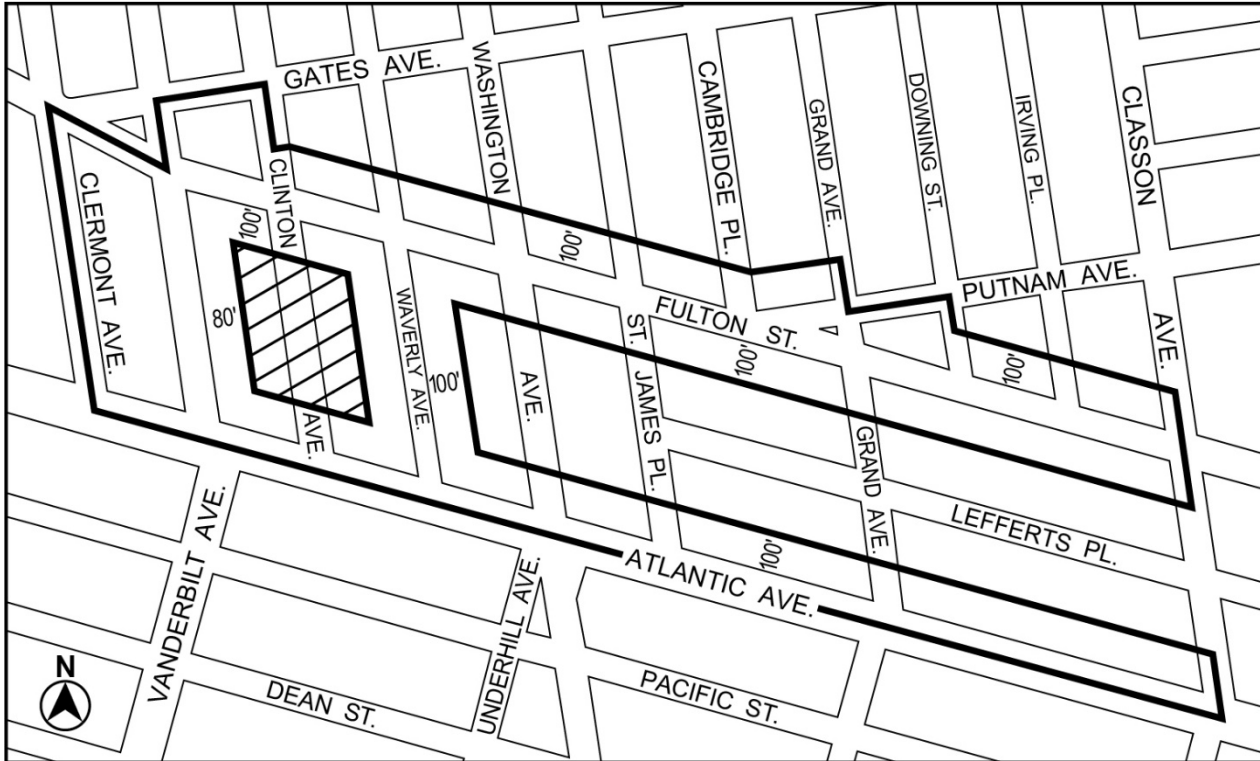 GATES AVE.
WASHINGTON
AVE.
CAMBRIDGE PL.
GRAND AVE.
DOWNING ST.
IRVING PL.
CLASSON
AVE.
CLERMONT AVE.
CLINTON
AVE.
100'
80'
100'
WAVERLY AVE.
100'
PUTNAM AVE.
FULTON ST.
ST. JAMES PL.
100'
100'
GRAND AVE.
LEFFERTS PL.
100'
ATLANTIC AVE.
VANDERBILT AVE.
UNDERHILL AVE.
N
DEAN ST.
PACIFIC ST.